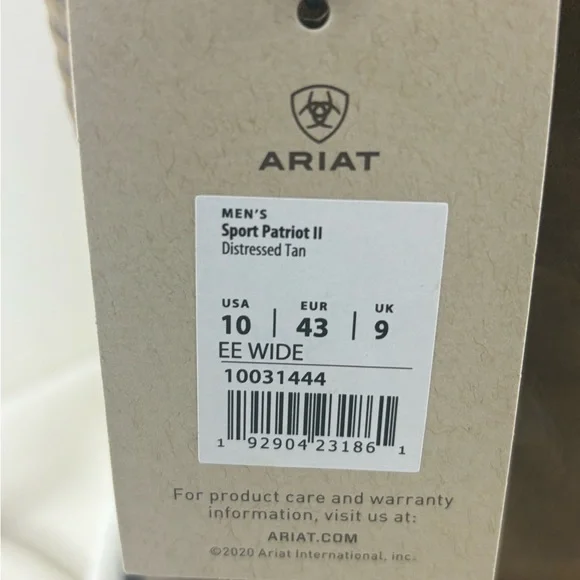 ARIAT
MEN'S
Sport Patriot II
Distressed Tan
USA EUR UK
10 | 43 | 9
EE WIDE
10031444
1 92904 23186 1
For product care and warranty
information, visit us at:
ARIAT.COM
©2020 Ariat International, inc.